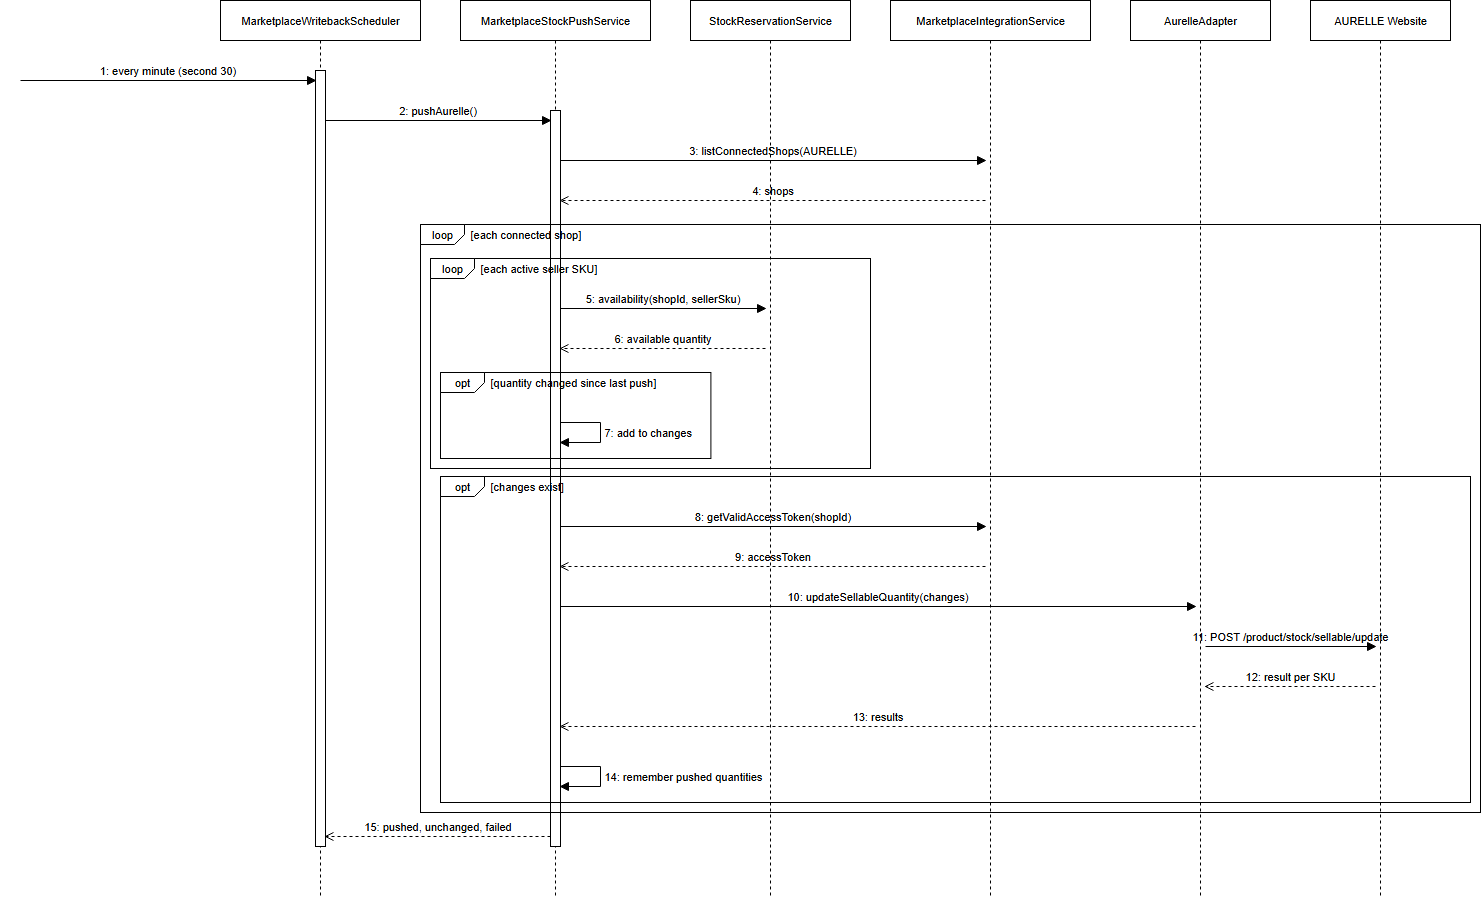 MarketplaceWritebackScheduler
MarketplaceStockPushService
StockReservationService
MarketplaceIntegrationService
AurelleAdapter
AURELLE Website
1: every minute (second 30)
2: pushAurelle()
3: listConnectedShops(AURELLE)
4: shops
loop [each connected shop]
loop [each active seller SKU]
5: availability(shopId, sellerSku)
6: available quantity
opt [quantity changed since last push]
7: add to changes
opt [changes exist]
8: getValidAccessToken(shopId)
9: accessToken
10: updateSellableQuantity(changes)
11: POST /product/stock/sellable/update
12: result per SKU
13: results
14: remember pushed quantities
15: pushed, unchanged, failed